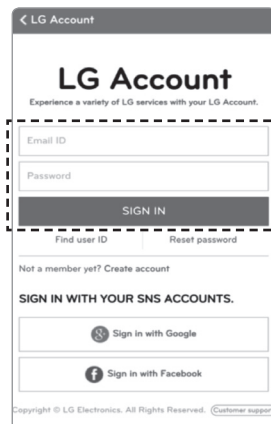 LG Account
LG Account
Experience a variety of LG services with your LG Account.
Email ID
Password
SIGN IN
Find user ID
Reset password
Not a member yet? Create account
SIGN IN WITH YOUR SNS ACCOUNTS.
Sign in with Google
Sign in with Facebook
Copyright © LG Electronics. All Rights Reserved. Customer support